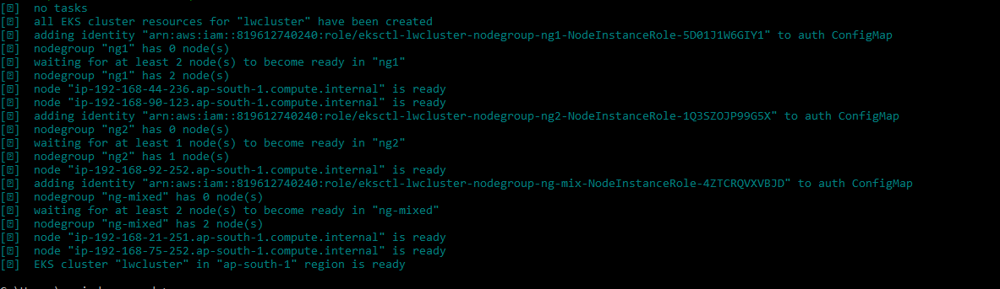 [ℹ] no tasks
[ℹ] all EKS cluster resources for "lwcluster" have been created
[ℹ] adding identity "arn:aws:iam::819612740240:role/eksctl-lwcluster-nodegroup-ng1-NodeInstanceRole-5D01J1W6GIY1" to auth ConfigMap
[ℹ] nodegroup "ng1" has 0 node(s)
[ℹ] waiting for at least 2 node(s) to become ready in "ng1"
[ℹ] nodegroup "ng1" has 2 node(s)
[ℹ] node "ip-192-168-44-236.ap-south-1.compute.internal" is ready
[ℹ] node "ip-192-168-90-123.ap-south-1.compute.internal" is ready
[ℹ] adding identity "arn:aws:iam::819612740240:role/eksctl-lwcluster-nodegroup-ng2-NodeInstanceRole-1Q3SZOJP99G5X" to auth ConfigMap
[ℹ] nodegroup "ng2" has 0 node(s)
[ℹ] waiting for at least 1 node(s) to become ready in "ng2"
[ℹ] nodegroup "ng2" has 1 node(s)
[ℹ] node "ip-192-168-92-252.ap-south-1.compute.internal" is ready
[ℹ] adding identity "arn:aws:iam::819612740240:role/eksctl-lwcluster-nodegroup-ng-mix-NodeInstanceRole-4ZTCRQVXVBJD" to auth ConfigMap
[ℹ] nodegroup "ng-mixed" has 0 node(s)
[ℹ] waiting for at least 2 node(s) to become ready in "ng-mixed"
[ℹ] nodegroup "ng-mixed" has 2 node(s)
[ℹ] node "ip-192-168-21-251.ap-south-1.compute.internal" is ready
[ℹ] node "ip-192-168-75-252.ap-south-1.compute.internal" is ready
[ℹ] EKS cluster "lwcluster" in "ap-south-1" region is ready